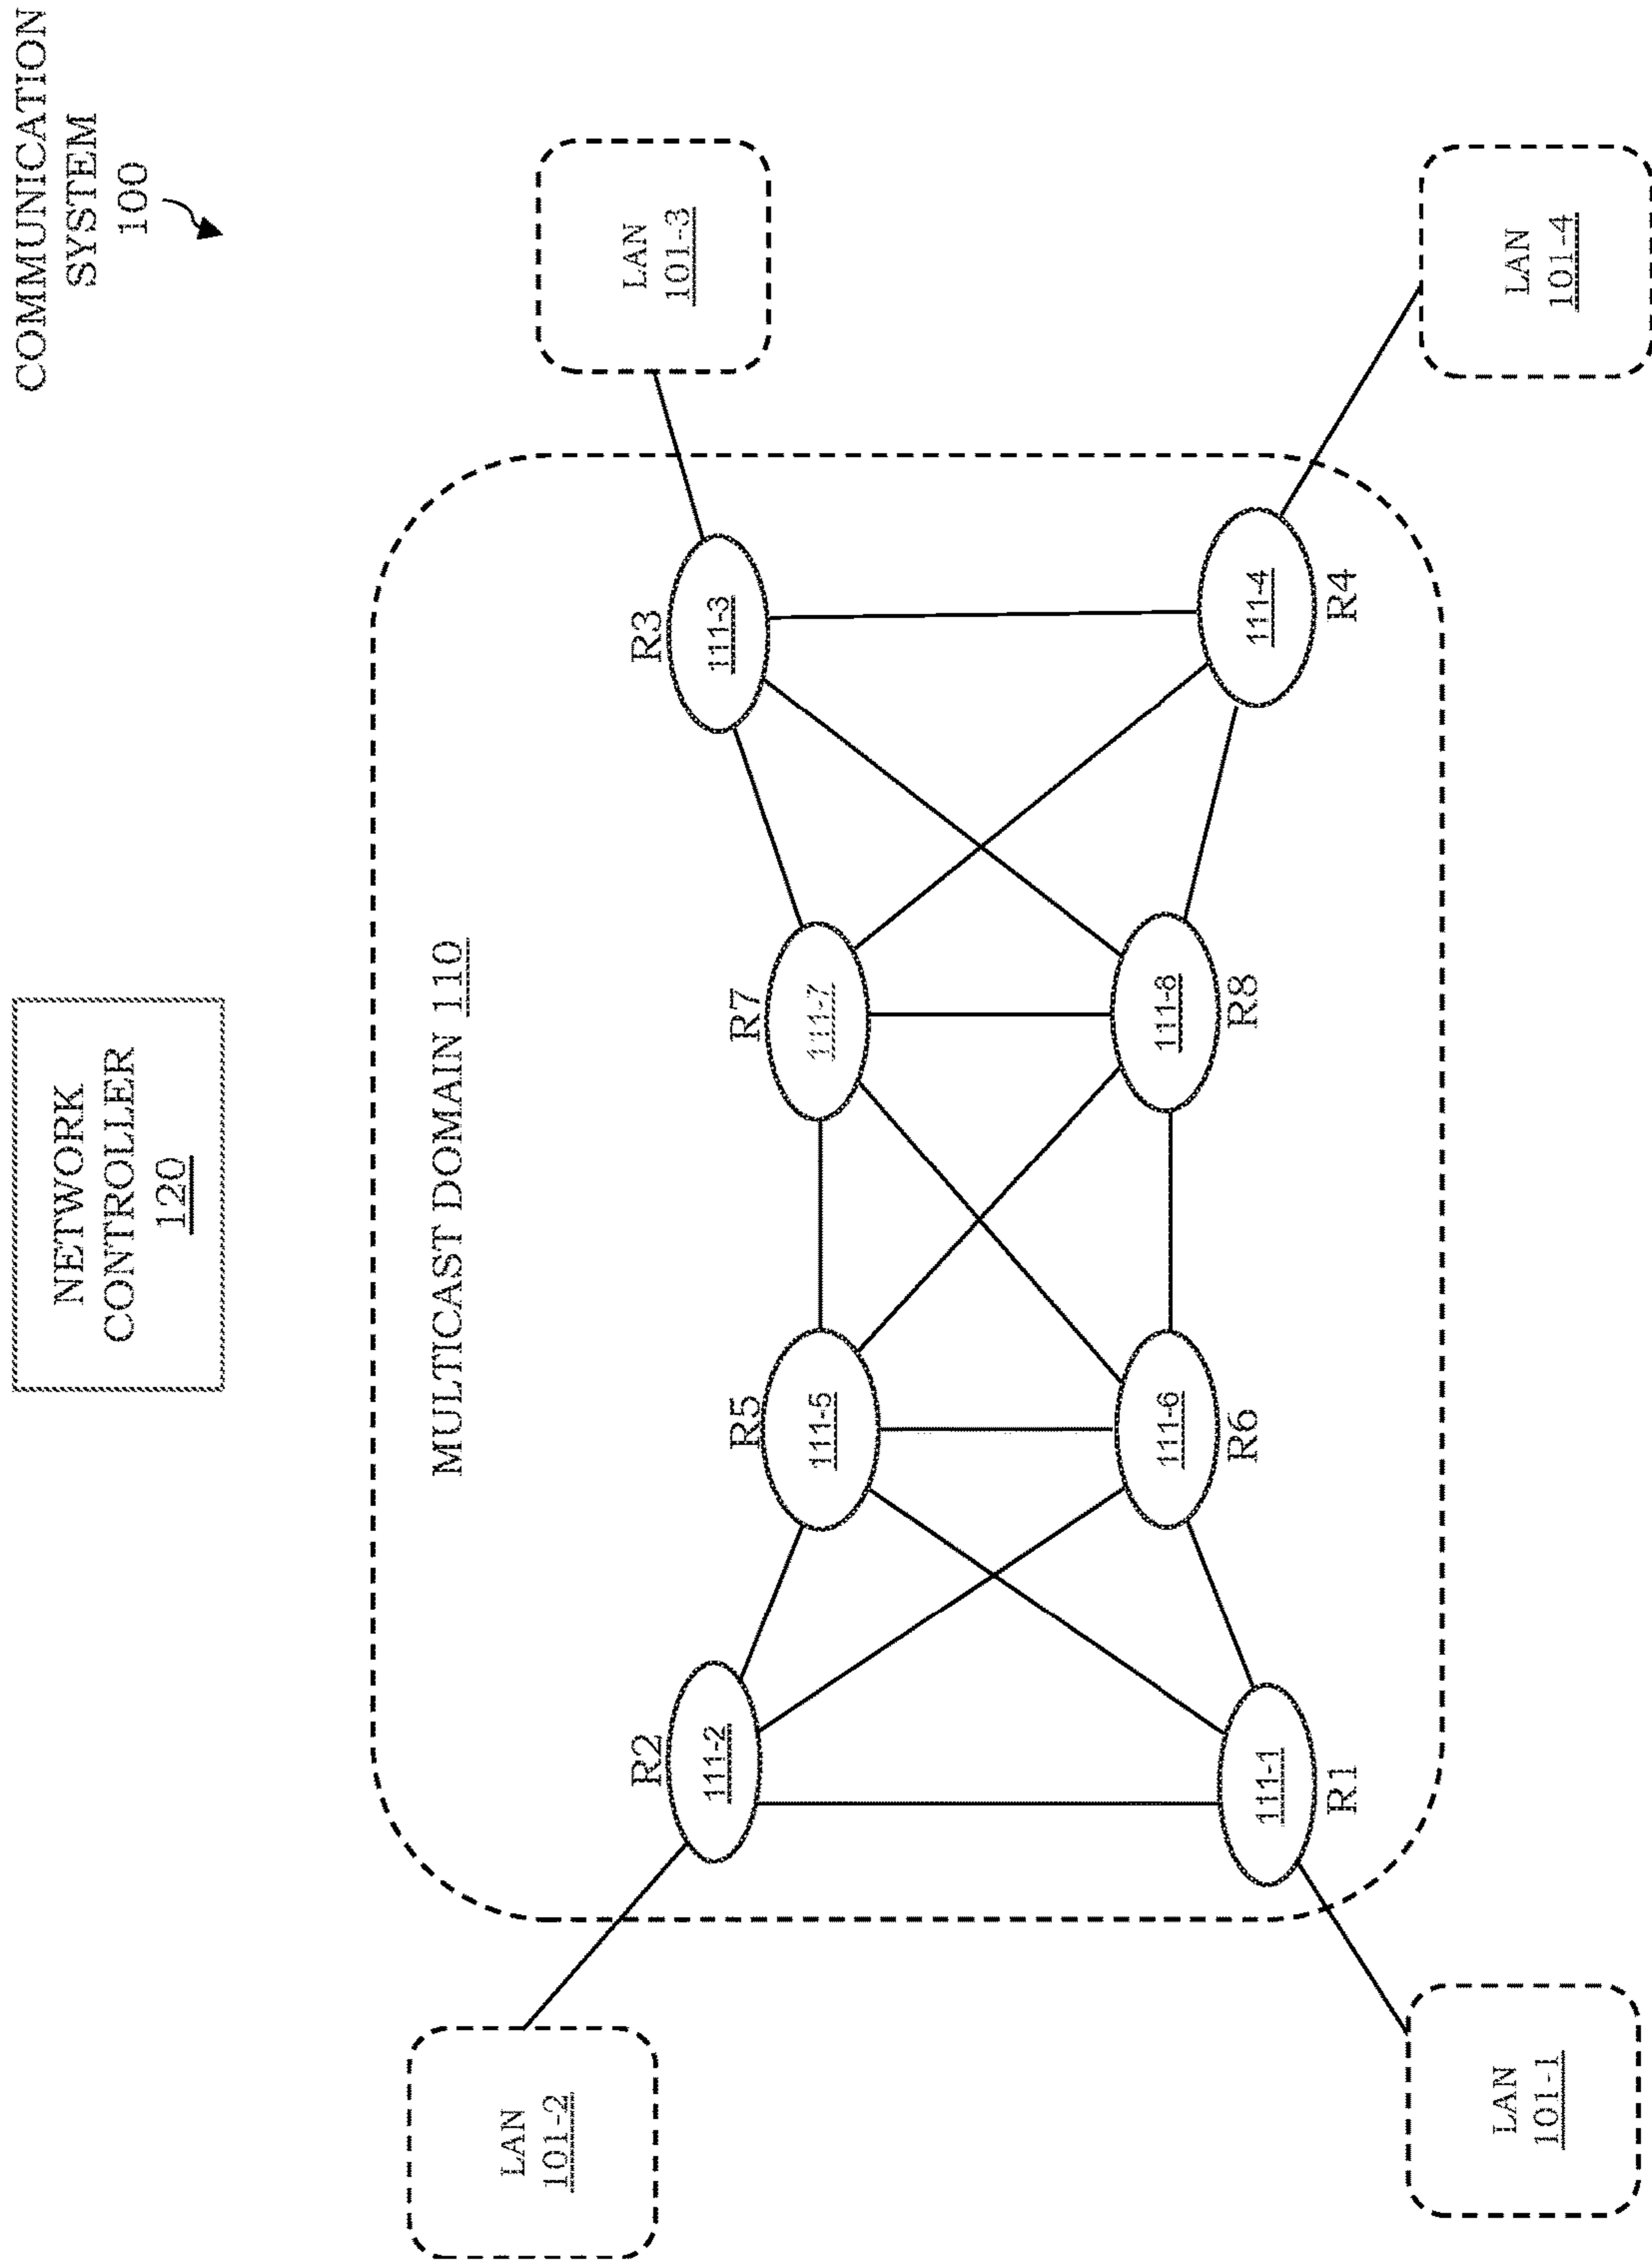 COMMUNICATION
SYSTEM
100
NETWORK
CONTROLLER
120
MULTICAST DOMAIN 110
LAN
101-2
R2
111-2
R5
111-5
R7
111-7
R3
111-3
LAN
101-3
LAN
101-1
111-1
R1
111-6
R6
111-8
R8
111-4
R4
LAN
101-4